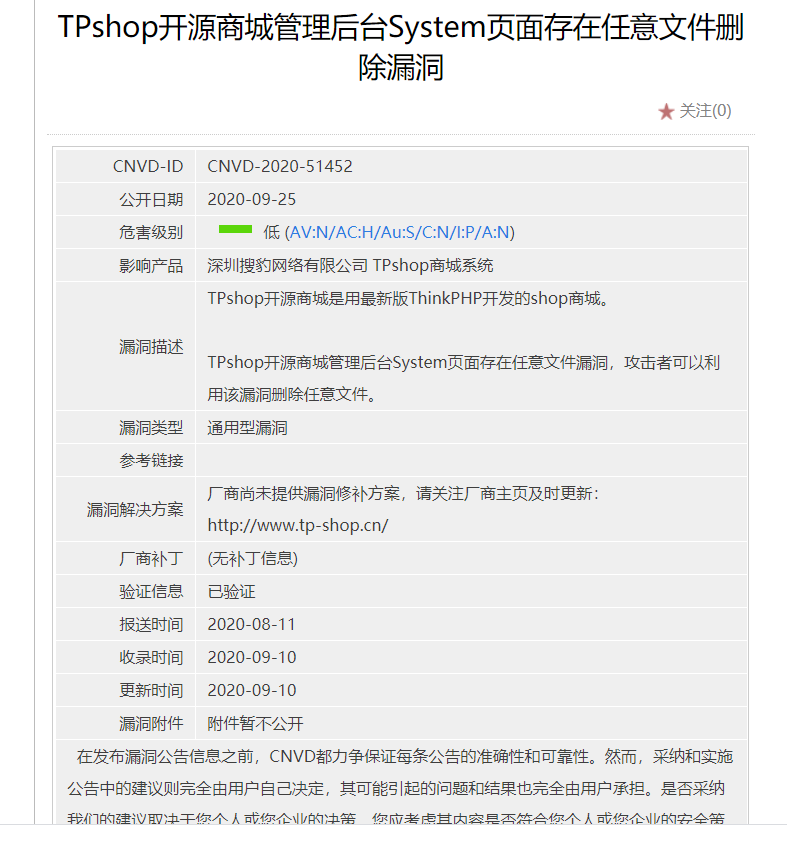 TPshop开源商城管理后台System页面存在任意文件删
除漏洞
关注(0)
CNVD-ID CNVD-2020-51452
公开日期 2020-09-25
危害级别 低 (AV:N/AC:H/Au:S/C:N/I:P/A:N)
影响产品 深圳搜豹网络有限公司 TPshop商城系统
漏洞描述 TPshop开源商城是用最新版ThinkPHP开发的shop商城。
TPshop开源商城管理后台System页面存在任意文件漏洞，攻击者可以利
用该漏洞删除任意文件。
漏洞类型 通用型漏洞
参考链接
漏洞解决方案 厂商尚未提供漏洞修补方案，请关注厂商主页及时更新：
http://www.tp-shop.cn/
厂商补丁 (无补丁信息)
验证信息 已验证
报送时间 2020-08-11
收录时间 2020-09-10
更新时间 2020-09-10
漏洞附件 附件暂不公开
在发布漏洞公告信息之前，CNVD都力争保证每条公告的准确性和可靠性。然而，采纳和实施
公告中的建议则完全由用户自己决定，其可能引起的问题和结果也完全由用户承担。是否采纳
我们的建议取决于您个人或您企业的决策，您应考虑其内容是否符合您个人或您企业的安全策